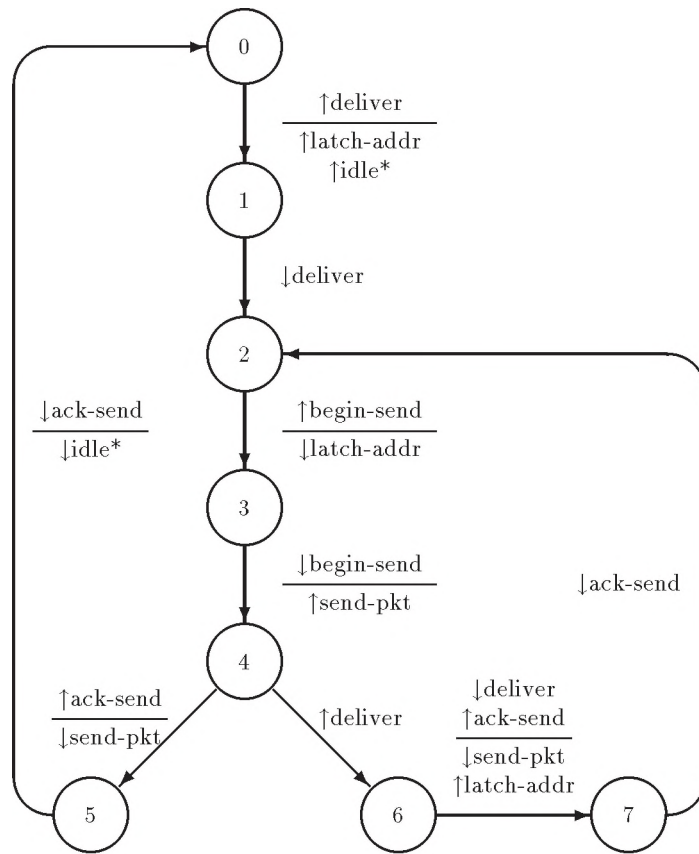 0
↑deliver
↑latch-addr
↑idle*
1
↓deliver
2
↓ack-send
↓idle*
↑begin-send
↓latch-addr
3
↓begin-send
↑send-pkt
↓ack-send
4
↑ack-send
↓send-pkt
↑deliver
↓deliver
↑ack-send
↓send-pkt
↑latch-addr
5
6
7